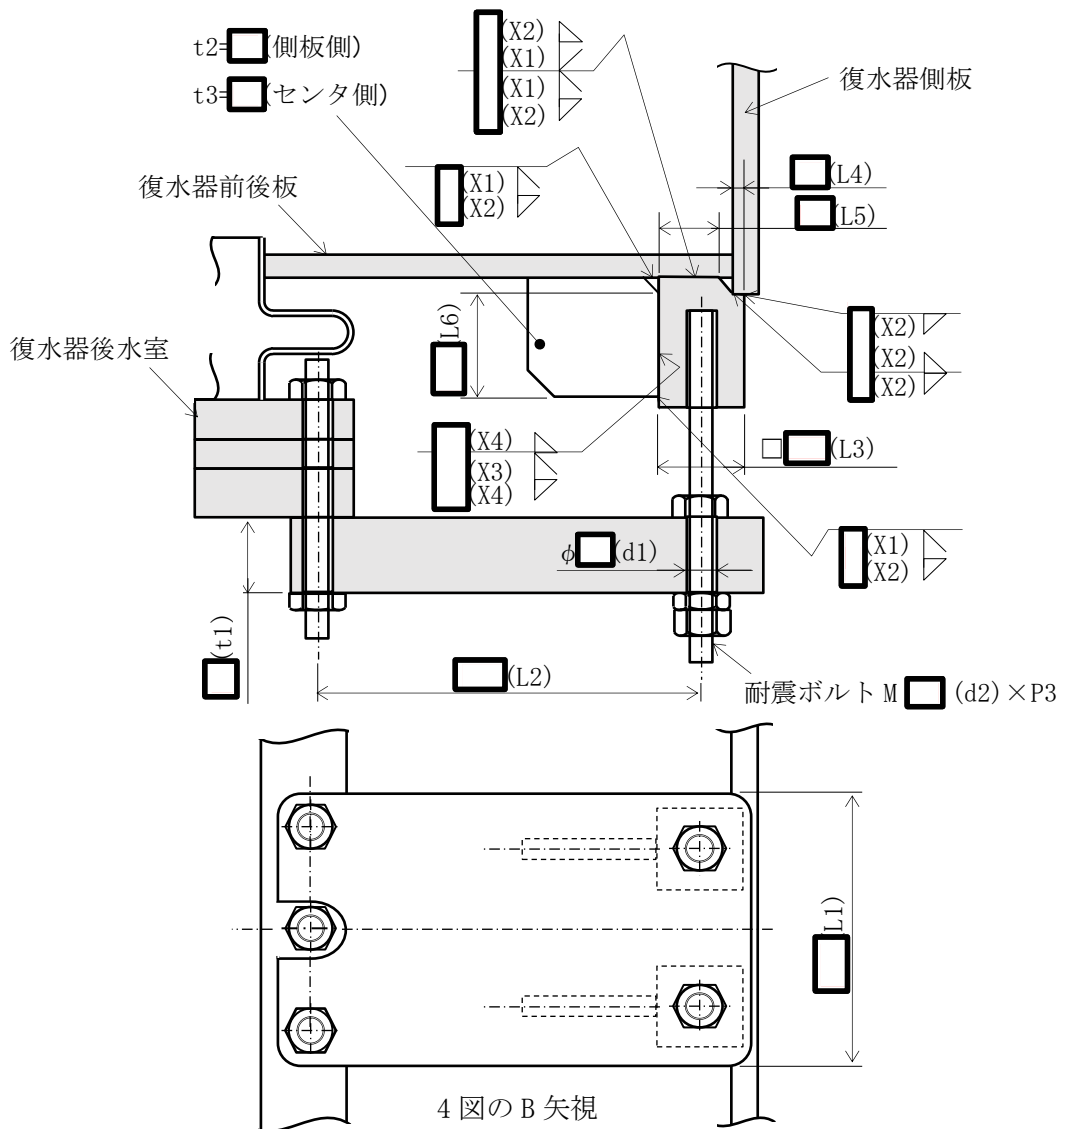 t2=(側板側)
t3=(センタ側)
(X2)
(X1)
(X1)
(X2)
復水器側板
(X1)
(X2)
(L4)
(L5)
復水器前後板
(L6)
(X2)
(X2)
(X2)
復水器後水室
(X4)
(X3)
(X4)
□(L3)
φ(d1)
(X1)
(X2)
(t1)
(L2)
耐震ボルト M (d2)×P3
(L1)
4図のB矢視